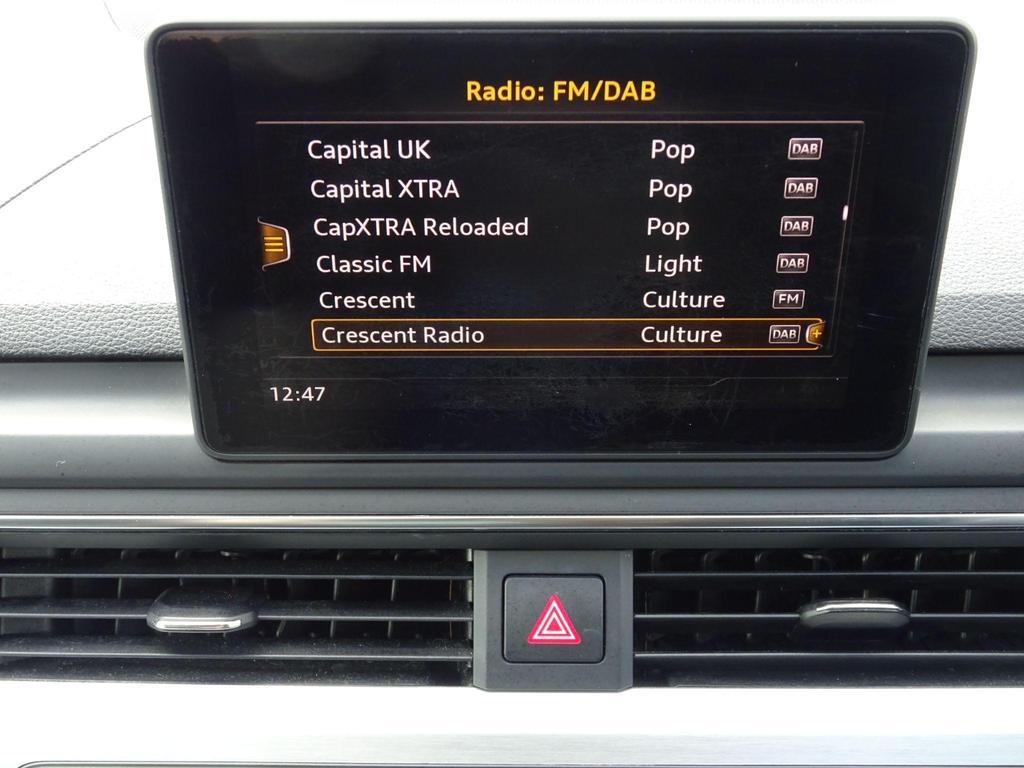 Radio: FM/DAB
Capital UK Pop DAB
Capital XTRA Pop DAB
CapXTRA Reloaded Pop DAB
Classic FM Light DAB
Crescent Culture FM
Crescent Radio Culture DAB +
12:47